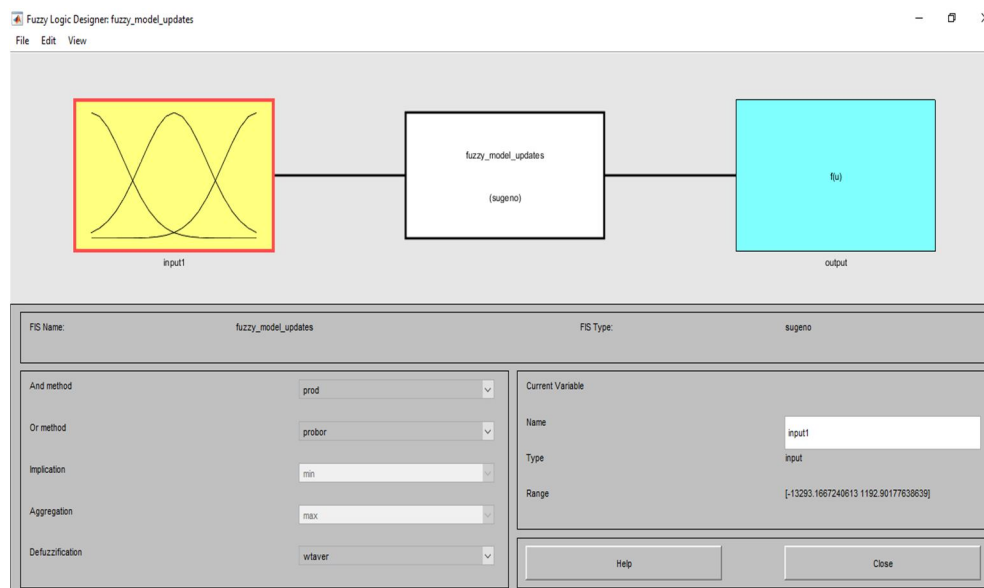 Fuzzy Logic Designer: fuzzy_model_updates
File Edit View
fuzzy_model_updates
(sugeno)
f(u)
input1
output
FIS Name: fuzzy_model_updates FIS Type: sugeno
And method prod
Or method probor
Implication min
Aggregation max
Defuzzification wtaver
Current Variable
Name input1
Type input
Range [-13293.1667240613 1192.90177638639]
Help Close